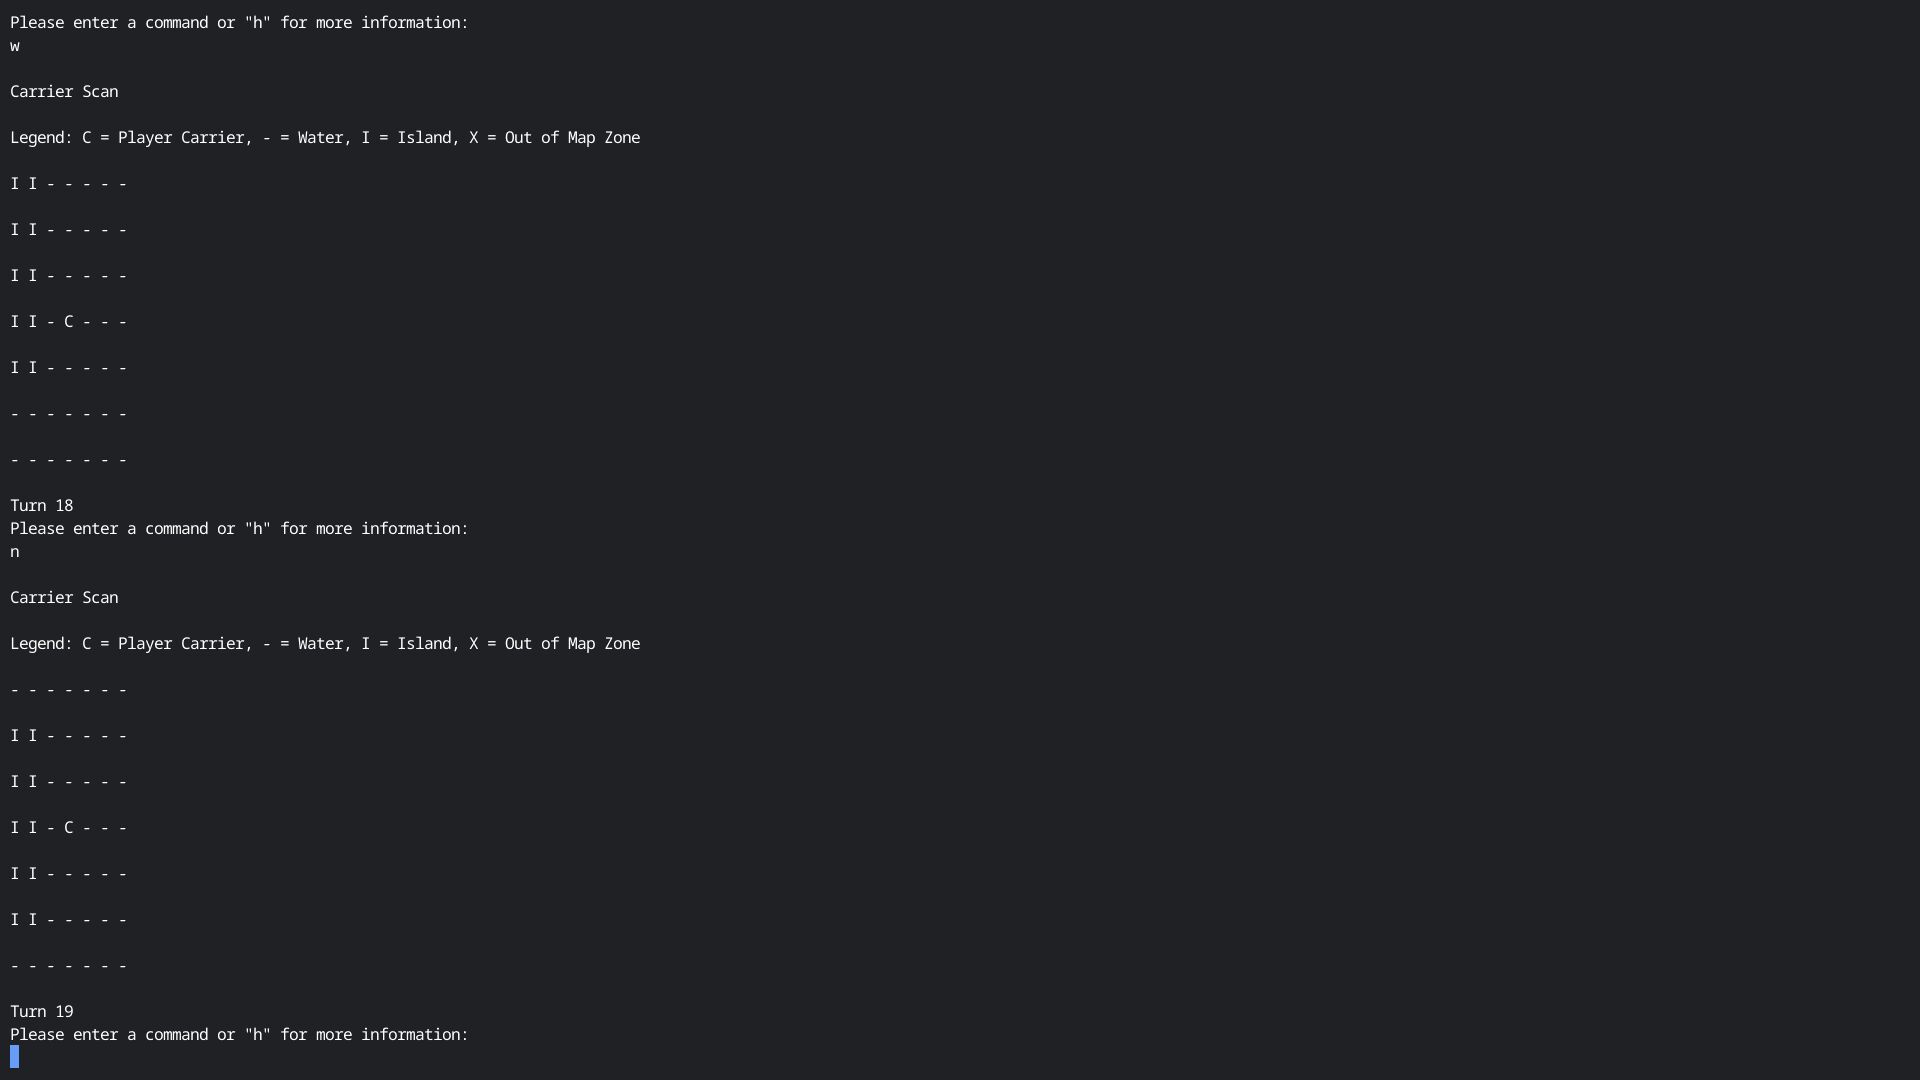 Please enter a command or "h" for more information:
w
Carrier Scan
Legend: C = Player Carrier, - = Water, I = Island, X = Out of Map Zone
I I - - - - -
I I - - - - -
I I - - - - -
I I - C - - -
I I - - - - -
- - - - - - -
- - - - - - -
Turn 18
Please enter a command or "h" for more information:
n
Carrier Scan
Legend: C = Player Carrier, - = Water, I = Island, X = Out of Map Zone
- - - - - - -
I I - - - - -
I I - - - - -
I I - C - - -
I I - - - - -
I I - - - - -
- - - - - - -
Turn 19
Please enter a command or "h" for more information: